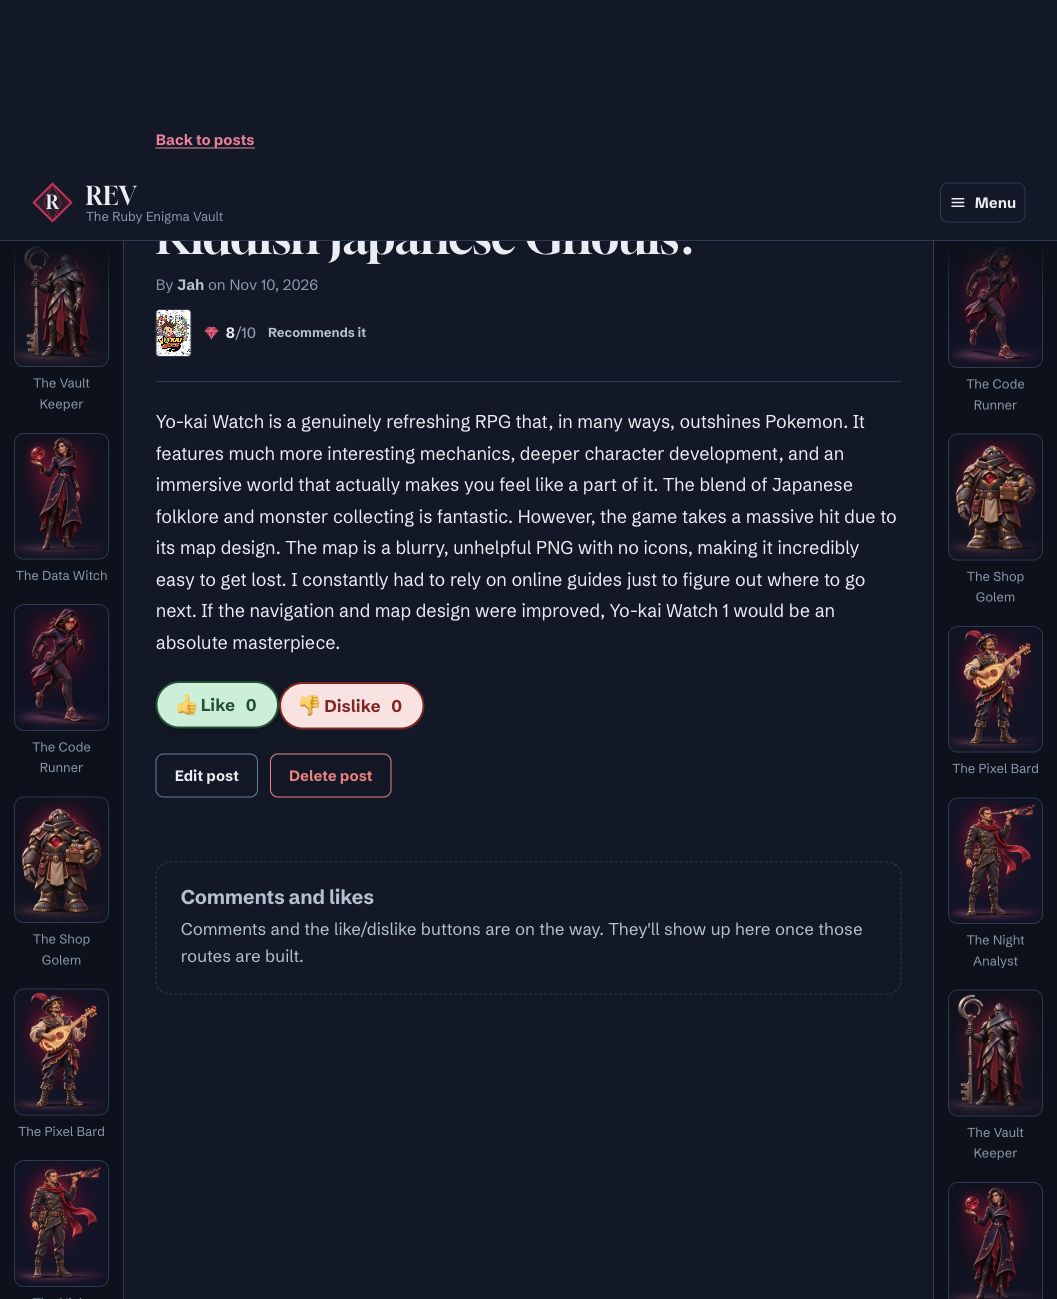 Back to posts
R
REV
The Ruby Enigma Vault
Menu
Kiddish Japanese Ghouls?
By Jah on Nov 10, 2026
8/10 Recommends it
Yo-kai Watch is a genuinely refreshing RPG that, in many ways, outshines Pokemon. It
features much more interesting mechanics, deeper character development, and an
immersive world that actually makes you feel like a part of it. The blend of Japanese
folklore and monster collecting is fantastic. However, the game takes a massive hit due to
its map design. The map is a blurry, unhelpful PNG with no icons, making it incredibly
easy to get lost. I constantly had to rely on online guides just to figure out where to go
next. If the navigation and map design were improved, Yo-kai Watch 1 would be an
absolute masterpiece.
Like 0
Dislike 0
Edit post
Delete post
Comments and likes
Comments and the like/dislike buttons are on the way. They'll show up here once those
routes are built.
The Vault
Keeper
The Data Witch
The Code
Runner
The Shop
Golem
The Pixel Bard
The Code
Runner
The Shop
Golem
The Pixel Bard
The Night
Analyst
The Vault
Keeper